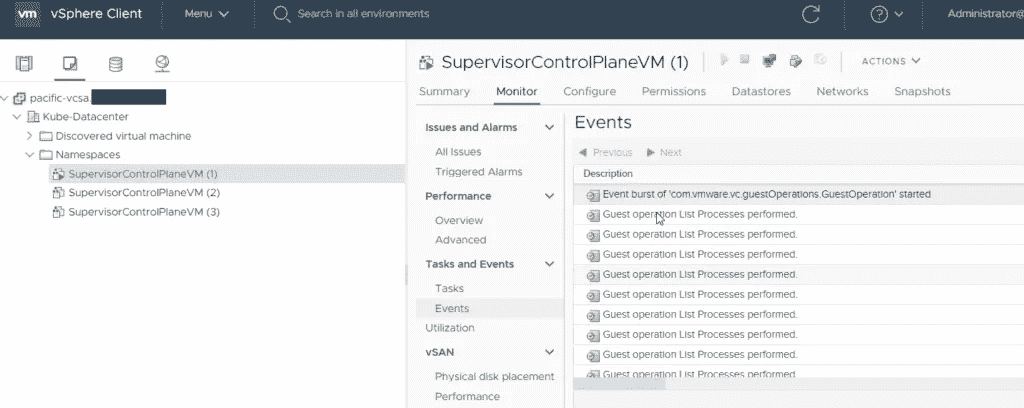 vm vSphere Client Menu Search in all environments Administrator@
SupervisorControlPlaneVM (1) ACTIONS
Summary Monitor Configure Permissions Datastores Networks Snapshots
pacific-vcsa.
Kube-Datacenter
Discovered virtual machine
Namespaces
SupervisorControlPlaneVM (1)
SupervisorControlPlaneVM (2)
SupervisorControlPlaneVM (3)
Issues and Alarms
All Issues
Triggered Alarms
Performance
Overview
Advanced
Tasks and Events
Tasks
Events
Utilization
vSAN
Physical disk placement
Performance
Events
Previous Next
Description
Event burst of 'com.vmware.vc.guestOperations.GuestOperation' started
Guest operation List Processes performed.
Guest operation List Processes performed.
Guest operation List Processes performed.
Guest operation List Processes performed.
Guest operation List Processes performed.
Guest operation List Processes performed.
Guest operation List Processes performed.
Guest operation List Processes performed.
Guest operation List Processes performed.